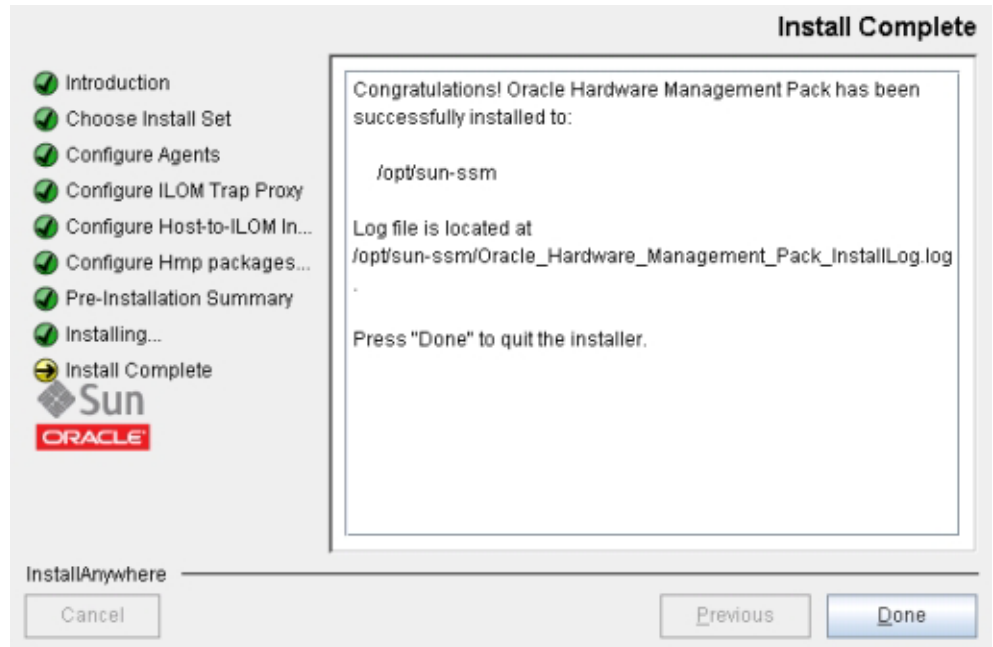 Install Complete
Introduction
Choose Install Set
Configure Agents
Configure ILOM Trap Proxy
Configure Host-to-ILOM In...
Configure Hmp packages...
Pre-Installation Summary
Installing...
Install Complete
Sun
ORACLE
Congratulations! Oracle Hardware Management Pack has been
successfully installed to:
/opt/sun-ssm
Log file is located at
/opt/sun-ssm/Oracle_Hardware_Management_Pack_InstallLog.log
.
Press "Done" to quit the installer.
InstallAnywhere
Cancel
Previous
Done